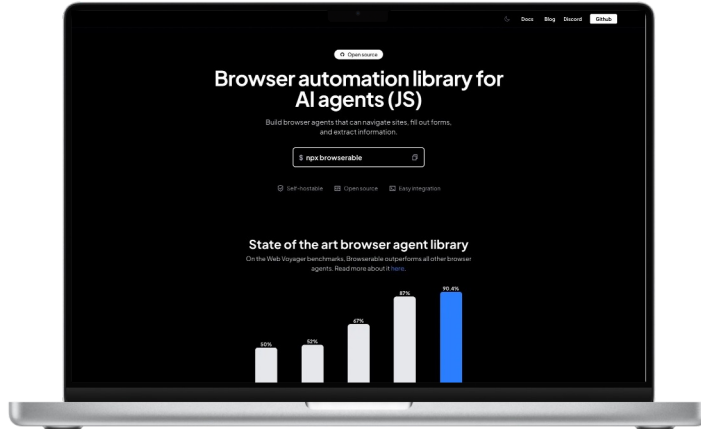 Docs Blog Discord Github
Open source
Browser automation library for
AI agents (JS)
Build browser agents that can navigate sites, fill out forms,
and extract information.
$ npx browserable
Self-hostable Open source Easy integration
State of the art browser agent library
On the Web Voyager benchmarks, Browserable outperforms all other browser
agents. Read more about it here.
50% 52% 67% 87% 90.4%